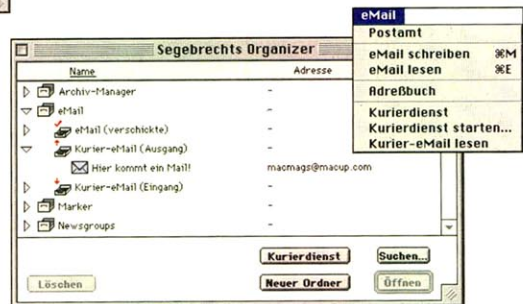 eMail
Postamt
eMail schreiben ⌘M
eMail lesen ⌘E
Adreßbuch
Kurierdienst
Kurierdienst starten...
Kurier-eMail lesen
Segebrechts Organizer
Name Adresse
Archiv-Manager -
eMail -
eMail (verschickte) -
Kurier-eMail (Ausgang) -
Hier kommt ein Mail! macmags@macup.com
Kurier-eMail (Eingang) -
Marker -
Newsgroups -
Kurierdienst Suchen...
Löschen Neuer Ordner Öffnen